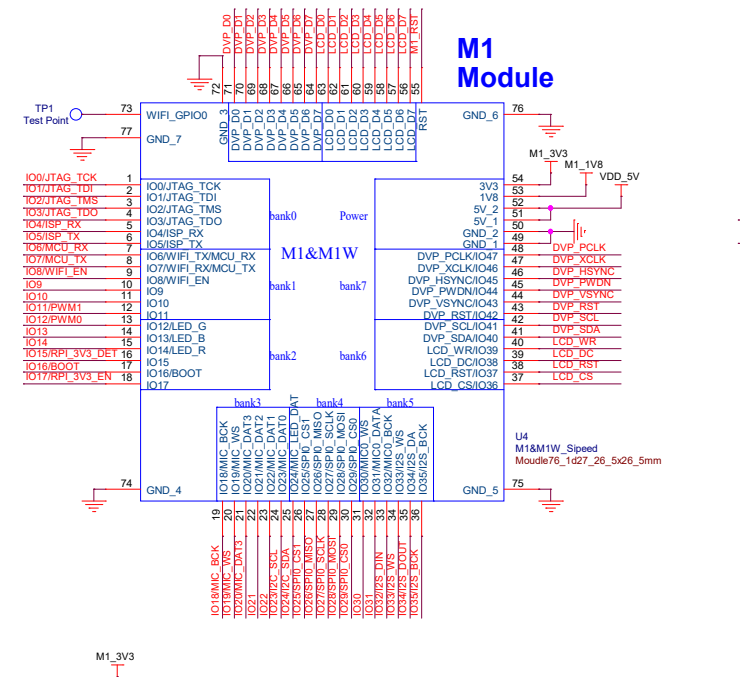 DVP_D0
DVP_D1
DVP_D2
DVP_D3
DVP_D4
DVP_D5
DVP_D6
DVP_D7
LCD_D0
LCD_D1
LCD_D2
LCD_D3
LCD_D4
LCD_D5
LCD_D6
LCD_D7
M1_RST
M1
Module
72
71
70
69
68
67
66
65
64
63
62
61
60
59
58
57
56
55
TP1
Test Point
73
WIFI_GPIO0
77
GND_7
GND_3
DVP_D0
DVP_D1
DVP_D2
DVP_D3
DVP_D4
DVP_D5
DVP_D6
DVP_D7
LCD_D0
LCD_D1
LCD_D2
LCD_D3
LCD_D4
LCD_D5
LCD_D6
LCD_D7
RST
GND_6
76
IO0/JTAG_TCK 1 IO0/JTAG_TCK
IO1/JTAG_TDI 2 IO1/JTAG_TDI
IO2/JTAG_TMS 3 IO2/JTAG_TMS
IO3/JTAG_TDO 4 IO3/JTAG_TDO
IO4/ISP_RX 5 IO4/ISP_RX
IO5/ISP_TX 6 IO5/ISP_TX
IO6/MCU_RX 7 IO6/WIFI_TX/MCU_RX
IO7/MCU_TX 8 IO7/WIFI_RX/MCU_TX
IO8/WIFI_EN 9 IO8/WIFI_EN
IO9 10 IO9
IO10 11 IO10
IO11/PWM1 12 IO11
IO12/PWM0 13 IO12/LED_G
IO13 14 IO13/LED_B
IO14 15 IO14/LED_R
IO15/RPI_3V3_DET 16 IO15
IO16/BOOT 17 IO16/BOOT
IO17/RPI_3V3_EN 18 IO17
bank0
bank1
bank2
M1&M1W
Power
bank7
bank6
M1_3V3
M1_1V8
VDD_5V
3V3 54
1V8 53
5V_2 52
5V_1 51
GND_2 50
GND_1 49
DVP_PCLK/IO47 48 DVP_PCLK
DVP_XCLK/IO46 47 DVP_XCLK
DVP_HSYNC/IO45 46 DVP_HSYNC
DVP_PWDN/IO44 45 DVP_PWDN
DVP_VSYNC/IO43 44 DVP_VSYNC
DVP_RST/IO42 43 DVP_RST
DVP_SCL/IO41 42 DVP_SCL
DVP_SDA/IO40 41 DVP_SDA
LCD_WR/IO39 40 LCD_WR
LCD_DC/IO38 39 LCD_DC
LCD_RST/IO37 38 LCD_RST
LCD_CS/IO36 37 LCD_CS
bank3
bank4
bank5
IO18/MIC_BCK
IO19/MIC_WS
IO20/MIC_DAT3
IO21/MIC_DAT2
IO22/MIC_DAT1
IO23/MIC_DAT0
IO24/MIC_LED_DAT
IO25/SPI0_CS1
IO26/SPI0_MISO
IO27/SPI0_SCLK
IO28/SPI0_MOSI
IO29/SPI0_CS0
IO30/MIC0_WS
IO31/MIC0_DATA
IO32/MIC0_BCK
IO33/I2S_WS
IO34/I2S_DA
IO35/I2S_BCK
U4
M1&M1W_Sipeed
Moudle76_1d27_26_5x26_5mm
74
GND_4
GND_5
75
19
20
21
22
23
24
25
26
27
28
29
30
31
32
33
34
35
36
IO18/MIC_BCK
IO19/MIC_WS
IO20/MIC_DAT3
IO21
IO22
IO23/I2C_SCL
IO24/I2C_SDA
IO25/SPI0_CS1
IO26/SPI0_MISO
IO27/SPI0_SCLK
IO28/SPI0_MOSI
IO29/SPI0_CS0
IO30
IO31
IO32/I2S_DIN
IO33/I2S_WS
IO34/I2S_DOUT
IO35/I2S_BCK
M1_3V3